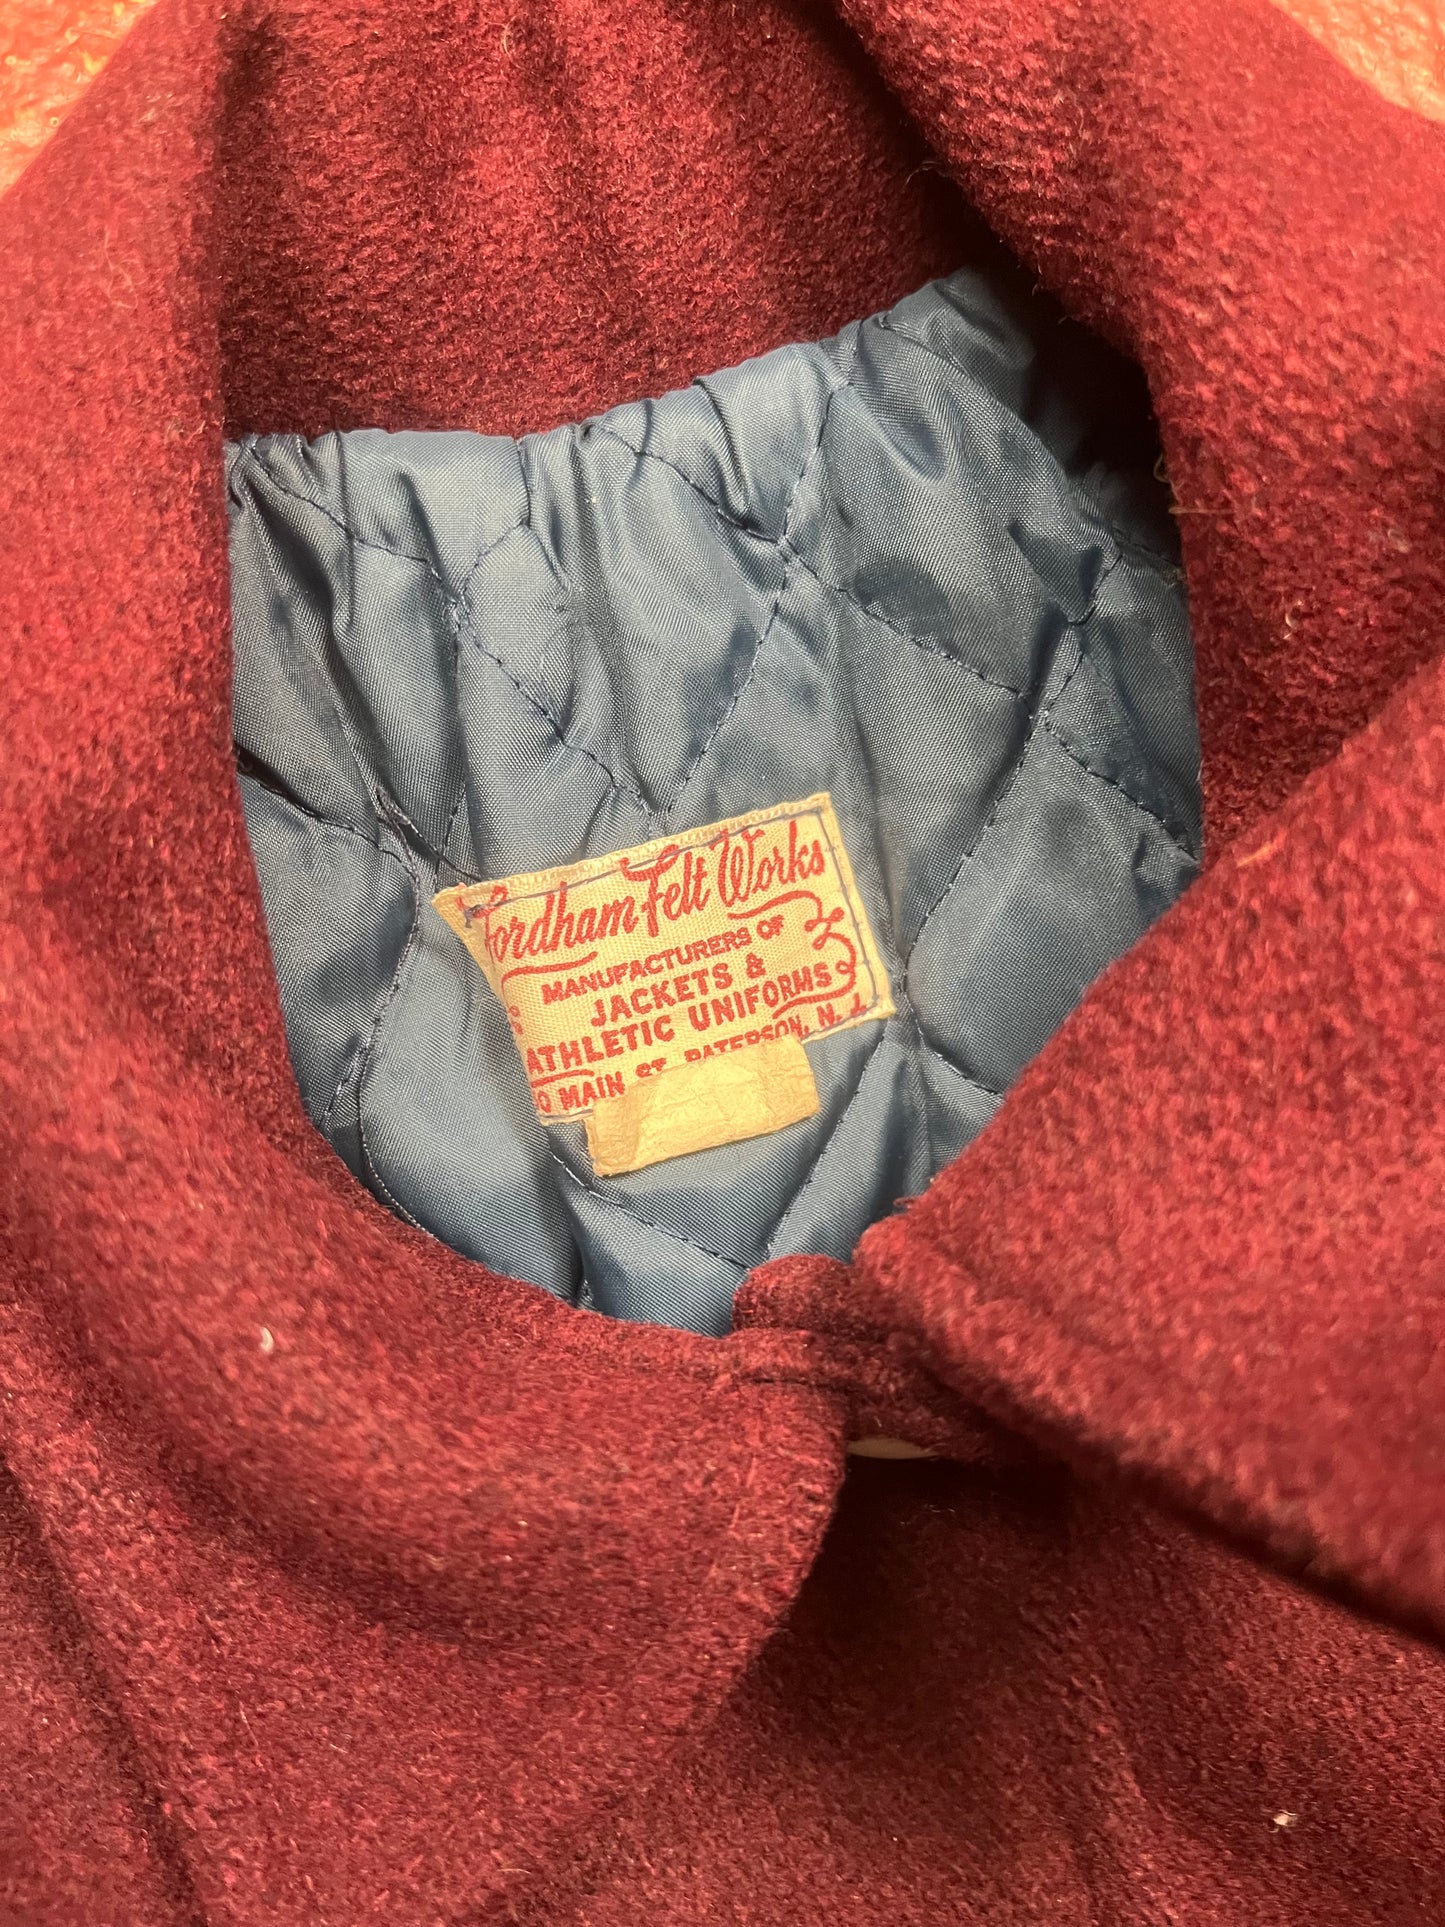 Fordham Felt Works
MANUFACTURERS OF
JACKETS &
ATHLETIC UNIFORMS
MAIN ST. PATERSON, N. J.